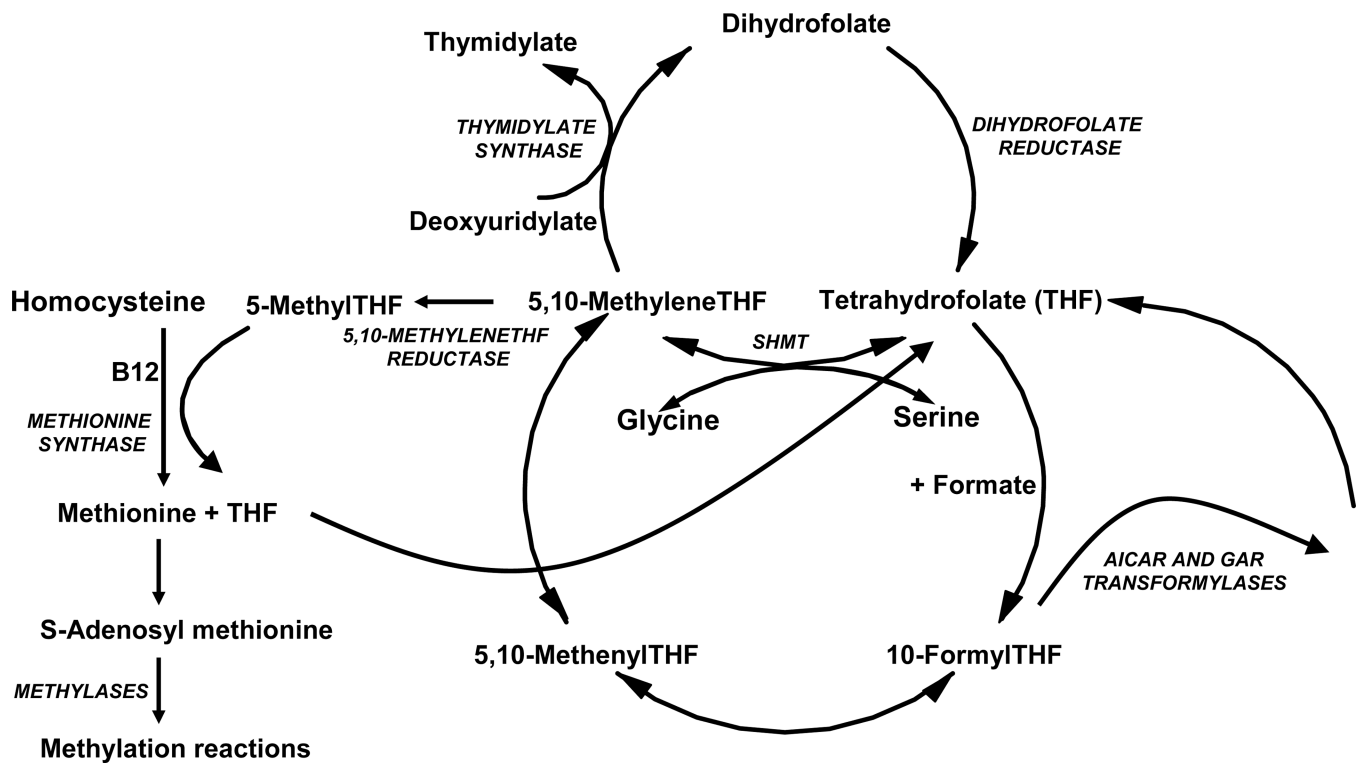 Dihydrofolate
Thymidylate
THYMIDYLATE
SYNTHASE
DIHYDROFOLATE
REDUCTASE
Deoxyuridylate
Homocysteine
5-MethylTHF
5,10-MethyleneTHF
Tetrahydrofolate (THF)
5,10-METHYLENETHF
REDUCTASE
SHMT
B12
Glycine
Serine
METHIONINE
SYNTHASE
+ Formate
Methionine + THF
AICAR AND GAR
TRANSFORMYLASES
S-Adenosyl methionine
5,10-MethenylTHF
10-FormylTHF
METHYLASES
Methylation reactions